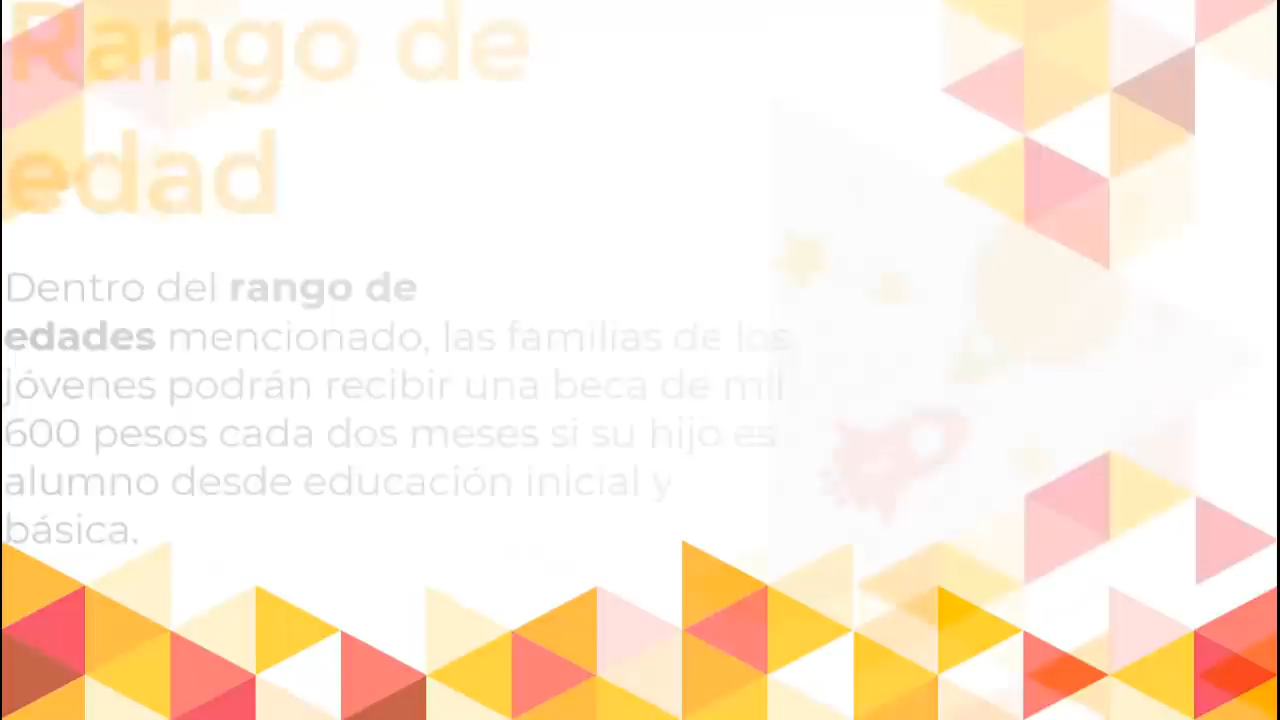 Rango de
edad
Dentro del rango de
edades mencionado, las familias de los
jóvenes podrán recibir una beca de mil
600 pesos cada dos meses si su hijo es
alumno desde educación inicial y
básica.